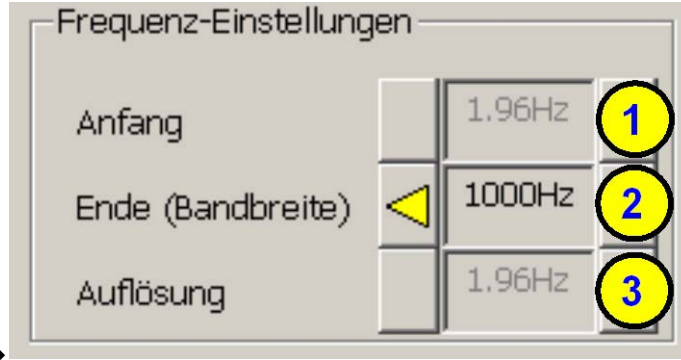 Frequenz-Einstellungen
Anfang 1.96Hz 1
Ende (Bandbreite) 1000Hz 2
Auflösung 1.96Hz 3